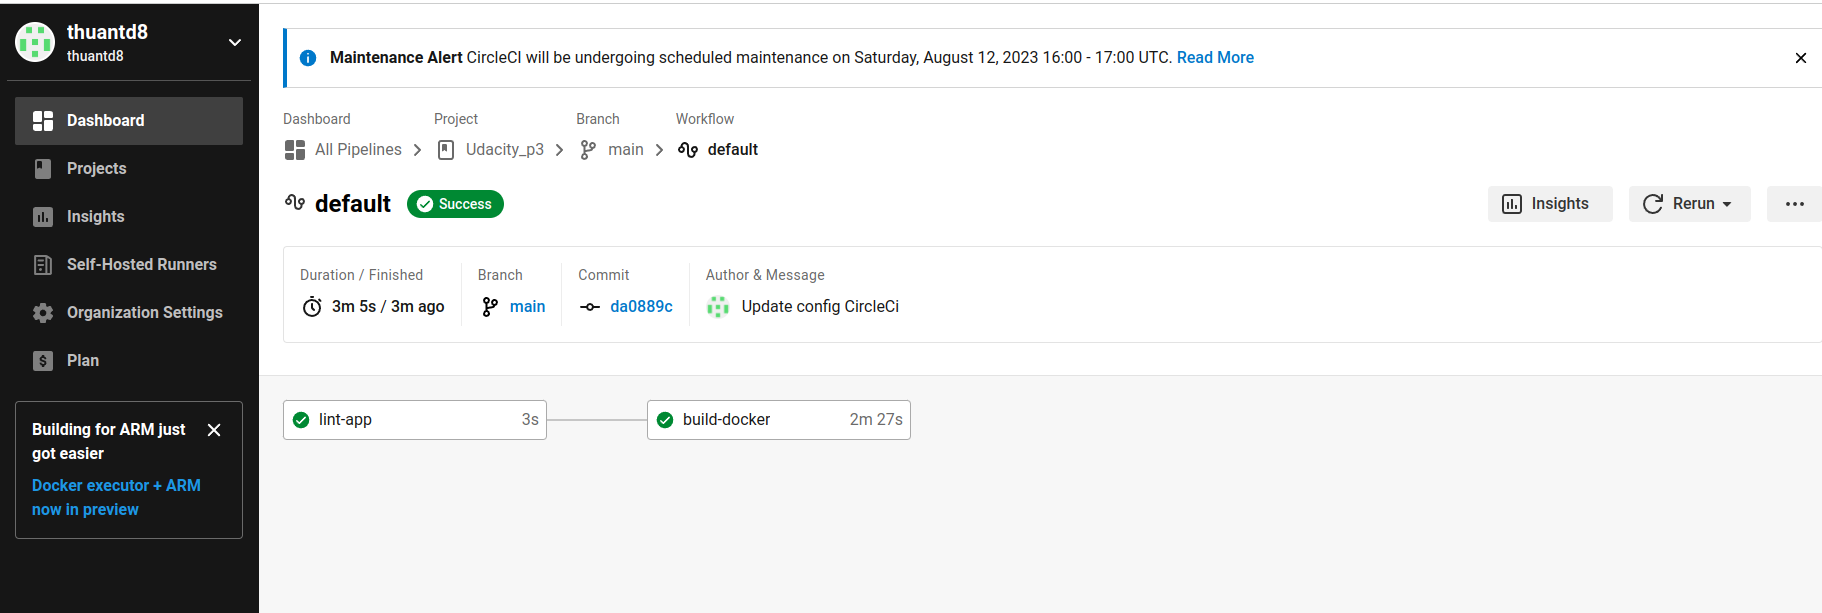 thuantd8
thuantd8
Dashboard
Projects
Insights
Self-Hosted Runners
Organization Settings
Plan
Building for ARM just
got easier
Docker executor + ARM
now in preview
Maintenance Alert CircleCI will be undergoing scheduled maintenance on Saturday, August 12, 2023 16:00 - 17:00 UTC. Read More
Dashboard Project Branch Workflow
All Pipelines Udacity_p3 main default
default Success Insights Rerun
Duration / Finished Branch Commit Author & Message
3m 5s / 3m ago main da0889c Update config CircleCi
lint-app 3s build-docker 2m 27s